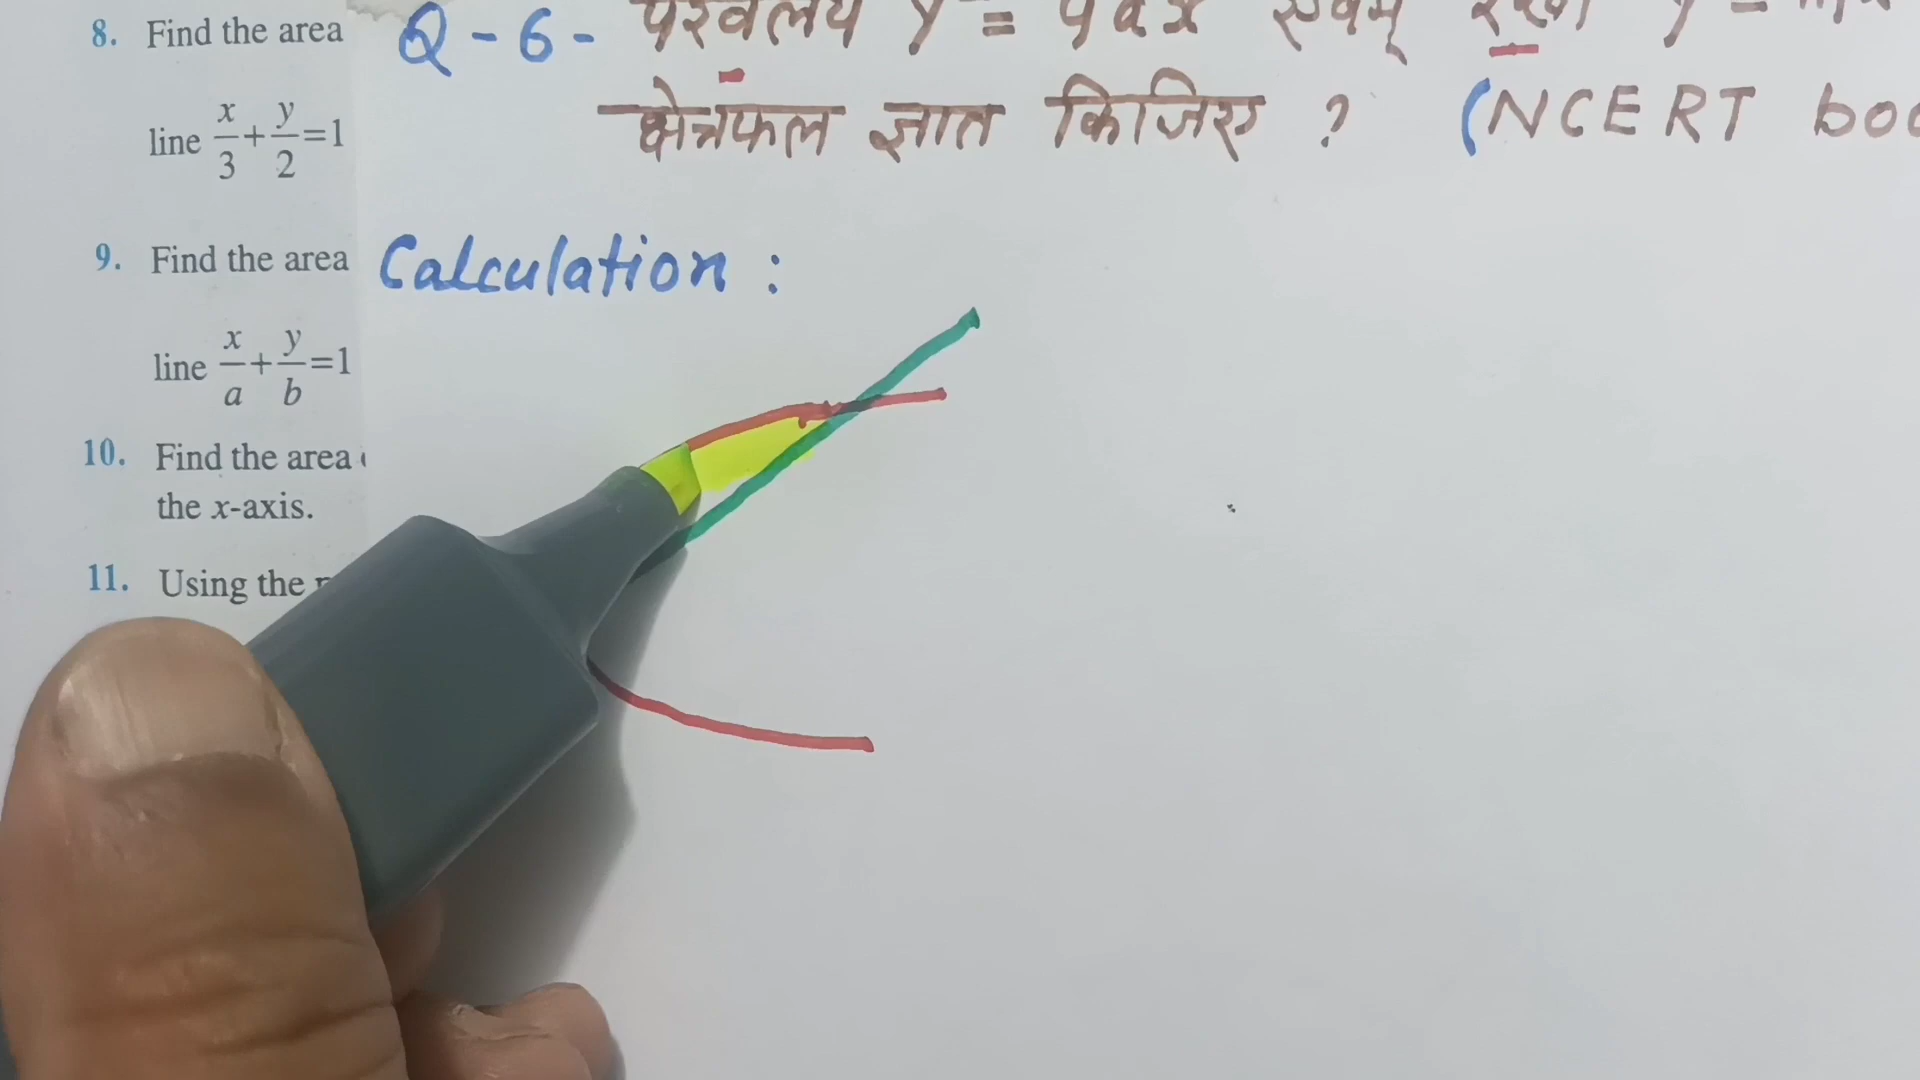 8. Find the area
line x/3 + y/2 = 1
9. Find the area
line x/a + y/b = 1
10. Find the area
the x-axis.
11. Using the
Q - 6 - परवलय y = 4ax एवम् रेखा y = m
क्षेत्रफल ज्ञात किजिए ? (NCERT boo
Calculation :